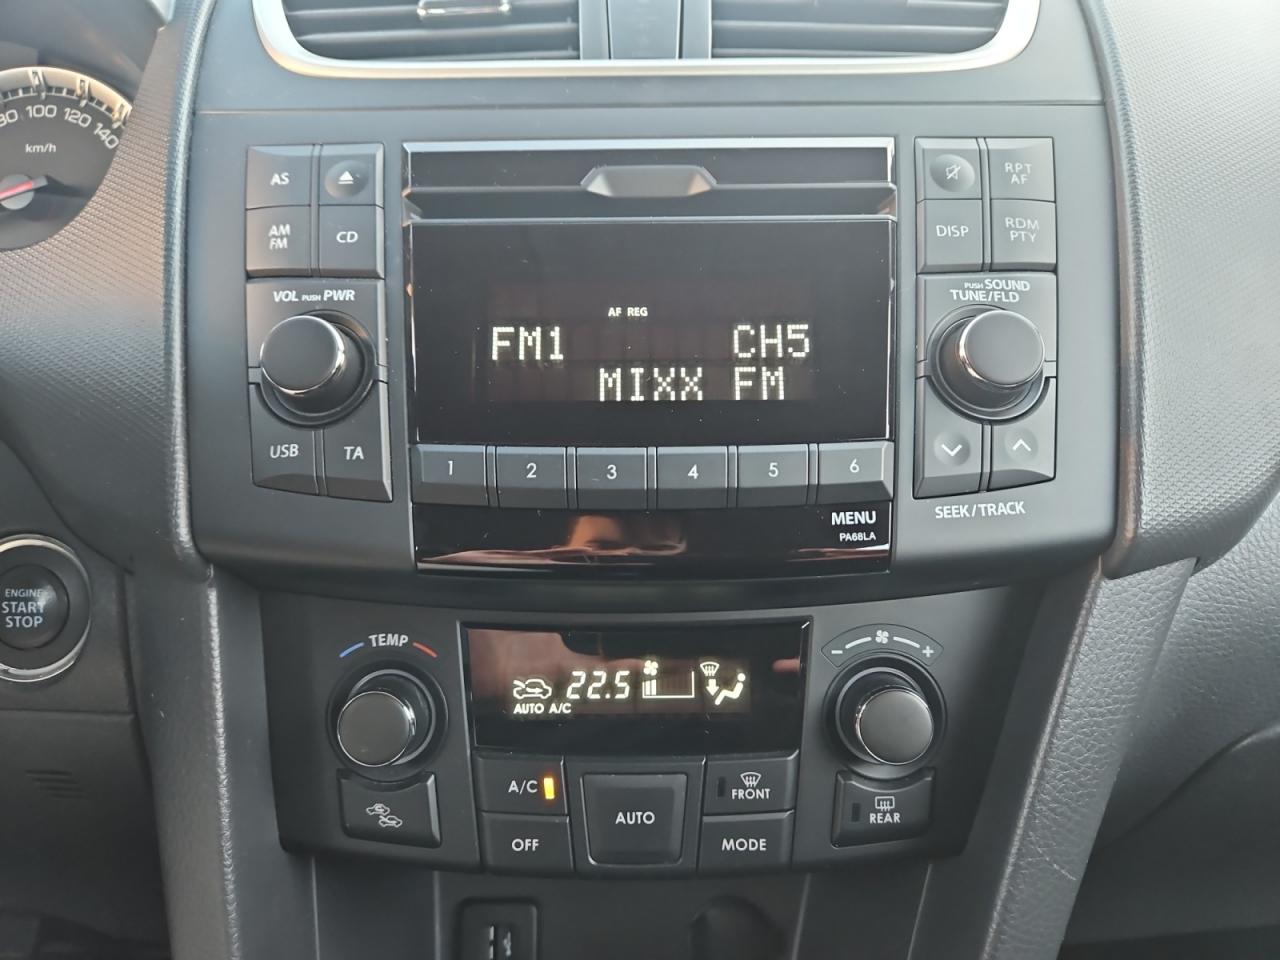 80 100 120 140
km/h
AS
AM
FM
CD
VOL PUSH PWR
USB
TA
AF REG
FM1 CH5
MIXX FM
1 2 3 4 5 6
MENU
PA68LA
RPT
AF
DISP
RDM
PTY
PUSH SOUND
TUNE/FLD
SEEK/TRACK
ENGINE
START
STOP
TEMP
22.5
AUTO A/C
- +
A/C
OFF
AUTO
FRONT
MODE
REAR